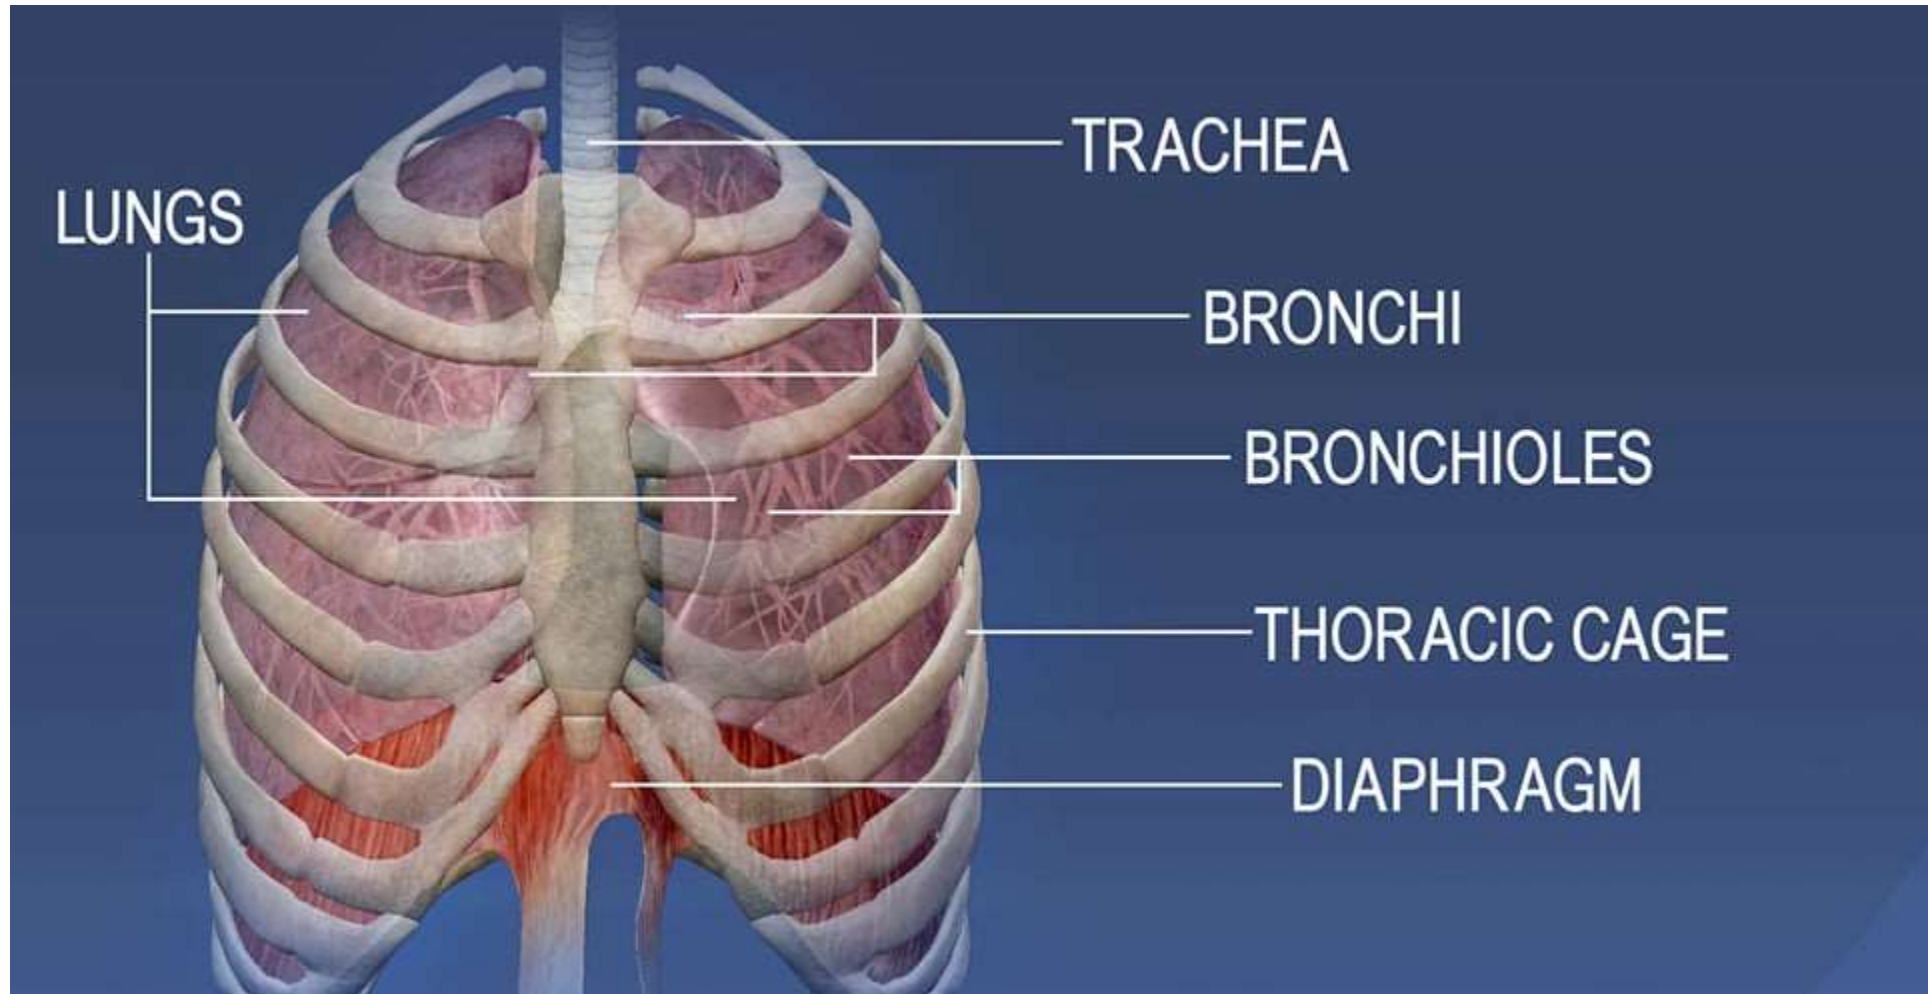 TRACHEA
LUNGS
BRONCHI
BRONCHIOLES
THORACIC CAGE
DIAPHRAGM